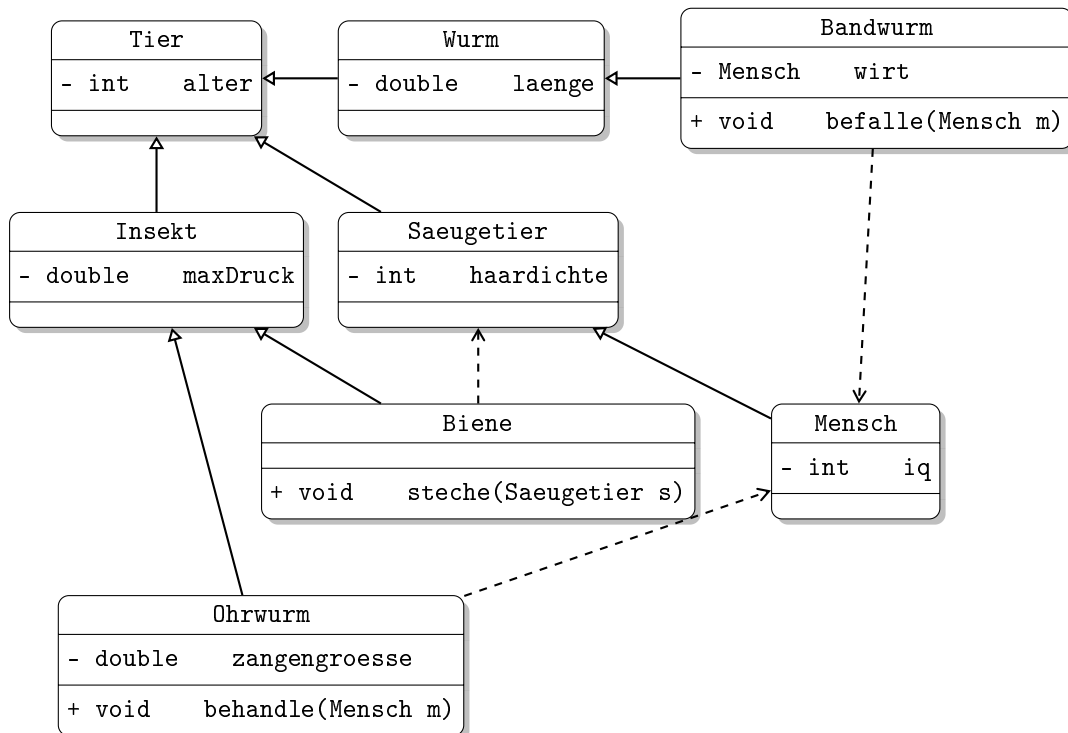 Tier
- int alter
Wurm
- double laenge
Bandwurm
- Mensch wirt
+ void befalle(Mensch m)
Insekt
- double maxDruck
Saeugetier
- int haardichte
Biene
+ void steche(Saeugetier s)
Mensch
- int iq
Ohrwurm
- double zangengroesse
+ void behandle(Mensch m)